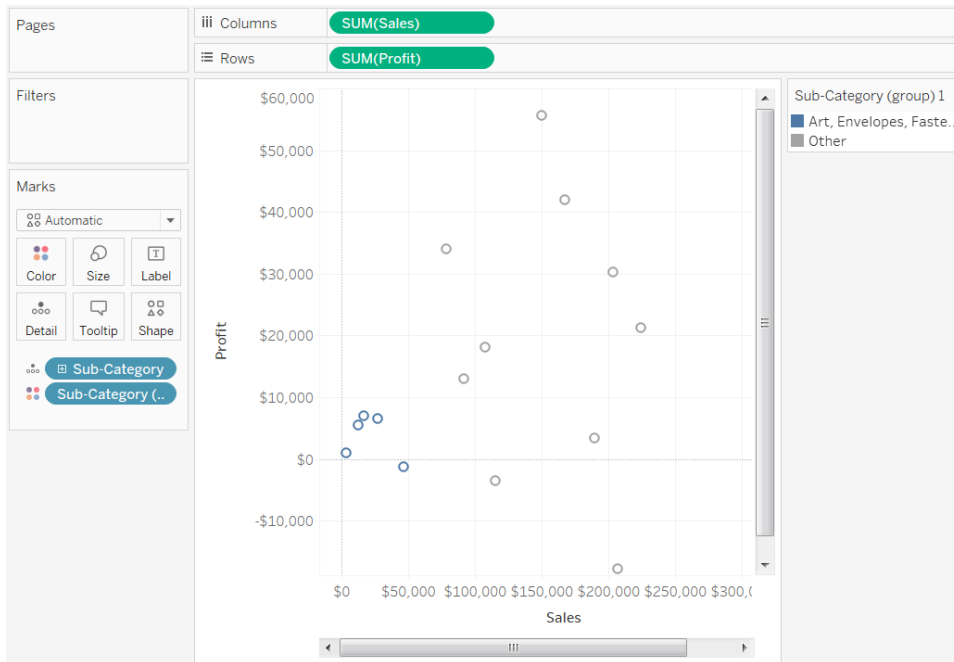 Pages
iii Columns
SUM(Sales)
Rows
SUM(Profit)
Filters
Marks
Automatic
Color
Size
Label
Detail
Tooltip
Shape
Sub-Category
Sub-Category (..
$60,000
$50,000
$40,000
$30,000
$20,000
$10,000
$0
-$10,000
Profit
$0 $50,000 $100,000 $150,000 $200,000 $250,000 $300,(
Sales
Sub-Category (group) 1
Art, Envelopes, Faste..
Other